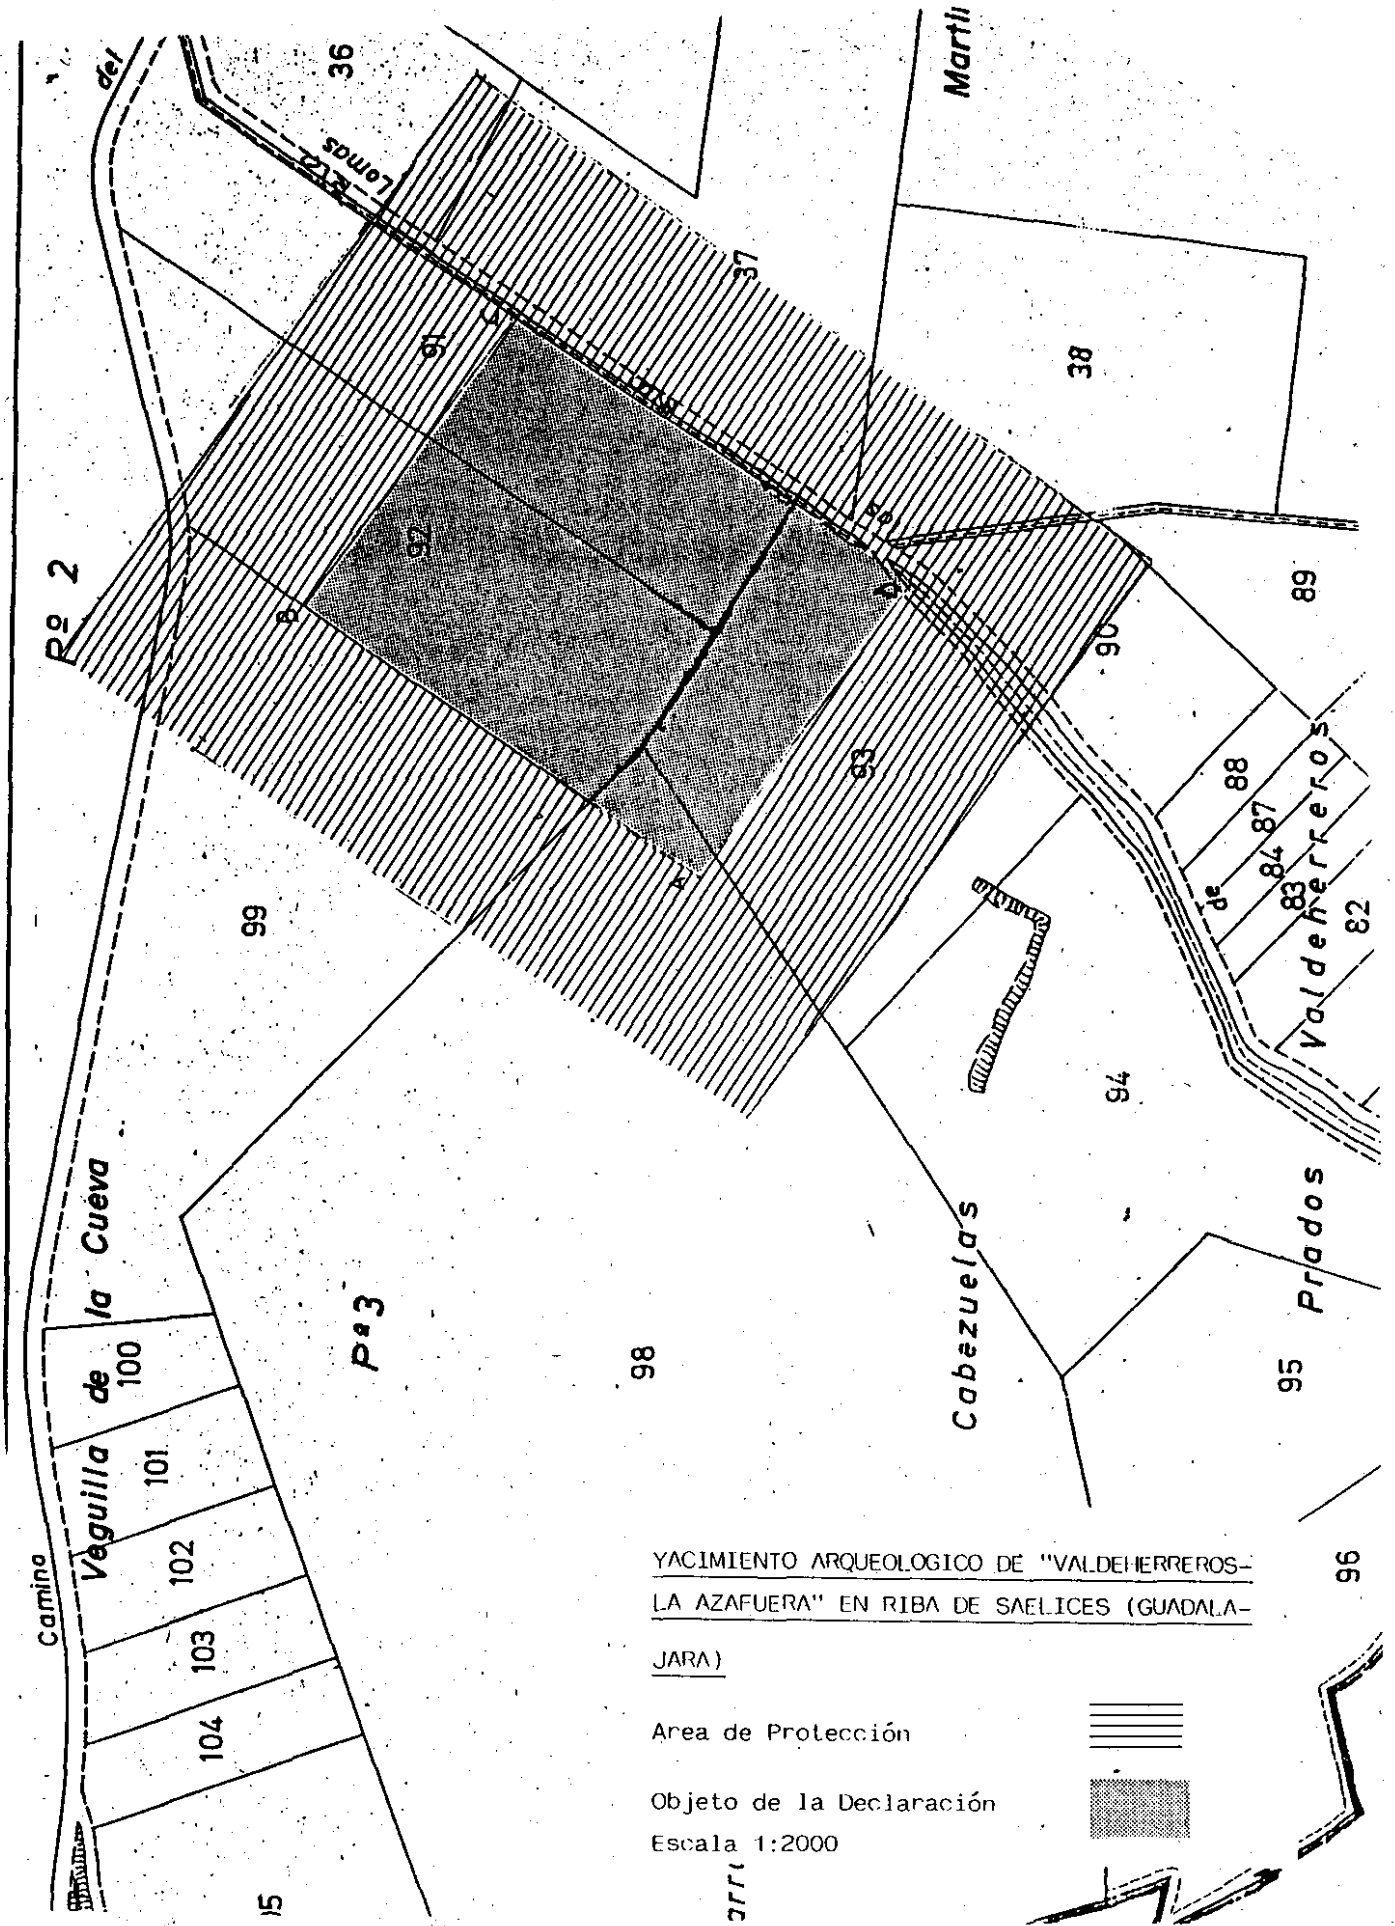 del
36
Lomas
Martli
Pº 2
91
37
38
92
B
los
89
90
93
88
87
84
83
82
de
Valdeherreros
99
A
94
Veguilla de la Cueva
100
101
102
103
104
Camino
Pª 3
98
Cabezuelas
Prados
95
96
YACIMIENTO ARQUEOLOGICO DE "VALDEHERREROS-
LA AZAFUERA" EN RIBA DE SAELICES (GUADALA-
JARA)
Area de Protección
Objeto de la Declaración
Escala 1:2000